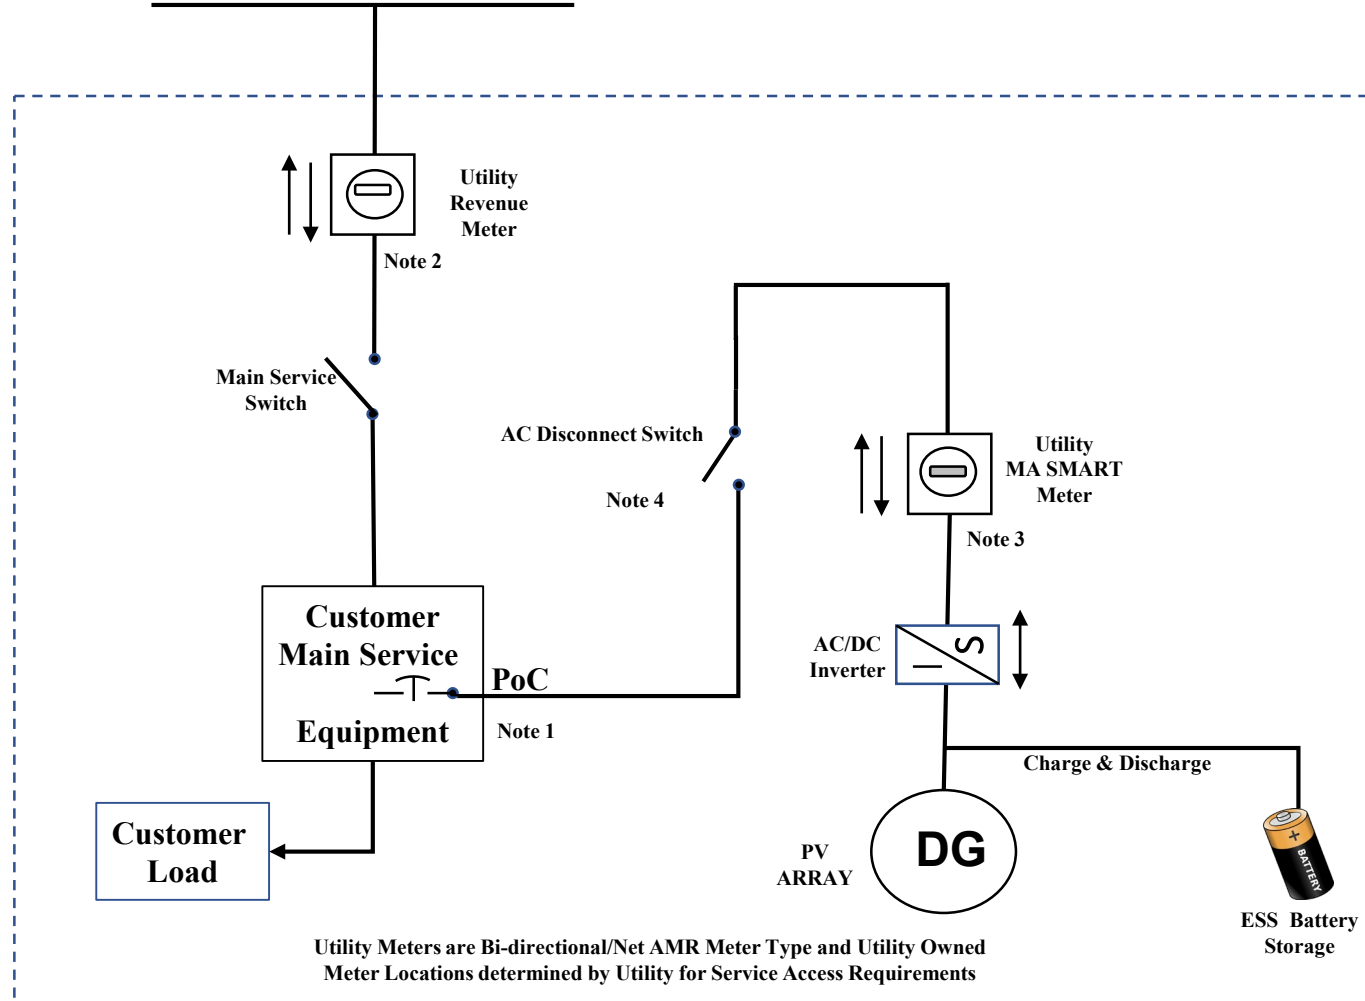 Utility
Revenue
Meter
Note 2
Main Service
Switch
AC Disconnect Switch
Note 4
Utility
MA SMART
Meter
Note 3
Customer
Main Service
Equipment
PoC
Note 1
AC/DC
Inverter
S
I
Charge & Discharge
Customer
Load
PV
ARRAY
DG
+
BATTERY
ESS Battery
Storage
Utility Meters are Bi-directional/Net AMR Meter Type and Utility Owned
Meter Locations determined by Utility for Service Access Requirements